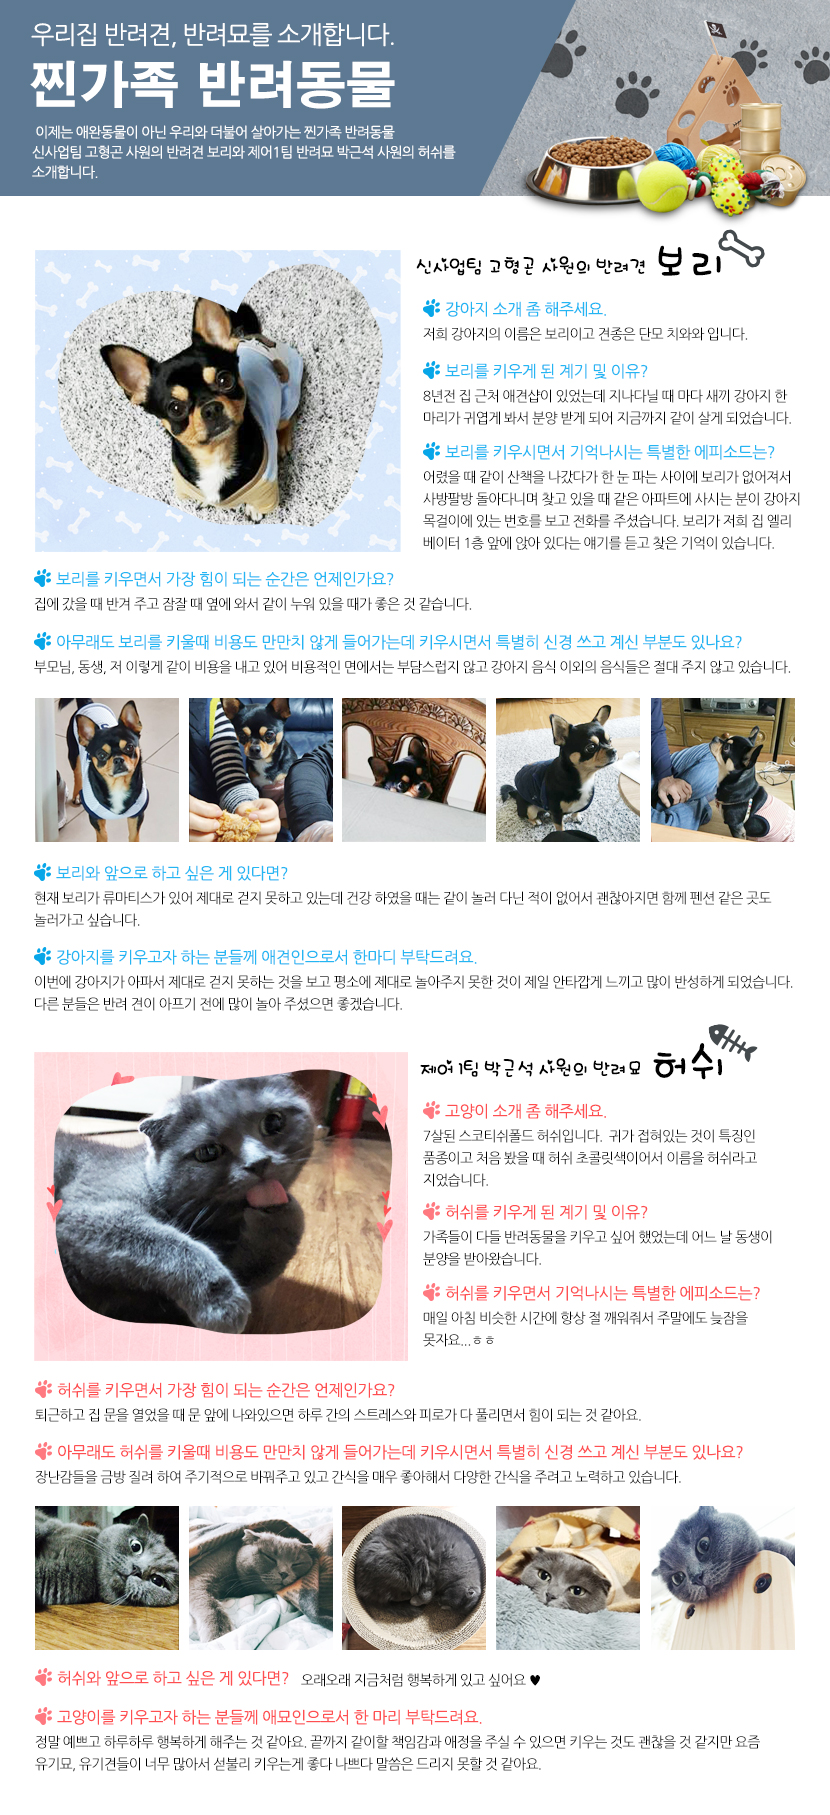 우리집 반려견, 반려묘를 소개합니다.
찐가족 반려동물
이제는 애완동물이 아닌 우리와 더불어 살아가는 찐가족 반려동물
신사업팀 고형곤 사원의 반려견 보리와 제어1팀 반려묘 박근석 사원의 허쉬를
소개합니다.
신사업팀 고형곤 사원의 반려견 보리
강아지 소개 좀 해주세요.
저희 강아지의 이름은 보리이고 견종은 단모 치와와 입니다.
보리를 키우게 된 계기 및 이유?
8년전 집 근처 애견샵이 있었는데 지나다닐 때 마다 새끼 강아지 한
마리가 귀엽게 봐서 분양 받게 되어 지금까지 같이 살게 되었습니다.
보리를 키우시면서 기억나시는 특별한 에피소드는?
어렸을 때 같이 산책을 나갔다가 한 눈 파는 사이에 보리가 없어져서
사방팔방 돌아다니며 찾고 있을 때 같은 아파트에 사시는 분이 강아지
목걸이에 있는 번호를 보고 전화를 주셨습니다. 보리가 저희 집 엘리
베이터 1층 앞에 앉아 있다는 얘기를 듣고 찾은 기억이 있습니다.
보리를 키우면서 가장 힘이 되는 순간은 언제인가요?
집에 갔을 때 반겨 주고 잠잘 때 옆에 와서 같이 누워 있을 때가 좋은 것 같습니다.
아무래도 보리를 키울때 비용도 만만치 않게 들어가는데 키우시면서 특별히 신경 쓰고 계신 부분도 있나요?
부모님, 동생, 저 이렇게 같이 비용을 내고 있어 비용적인 면에서는 부담스럽지 않고 강아지 음식 이외의 음식들은 절대 주지 않고 있습니다.
보리와 앞으로 하고 싶은 게 있다면?
현재 보리가 류마티스가 있어 제대로 걷지 못하고 있는데 건강 하였을 때는 같이 놀러 다닌 적이 없어서 괜찮아지면 함께 펜션 같은 곳도
놀러가고 싶습니다.
강아지를 키우고자 하는 분들께 애견인으로서 한마디 부탁드려요.
이번에 강아지가 아파서 제대로 걷지 못하는 것을 보고 평소에 제대로 놀아주지 못한 것이 제일 안타깝게 느끼고 많이 반성하게 되었습니다.
다른 분들은 반려 견이 아프기 전에 많이 놀아 주셨으면 좋겠습니다.
제어1팀 박근석 사원의 반려묘 허쉬
고양이 소개 좀 해주세요.
7살된 스코티쉬폴드 허쉬입니다. 귀가 접혀있는 것이 특징인
품종이고 처음 봤을 때 허쉬 초콜릿색이어서 이름을 허쉬라고
지었습니다.
허쉬를 키우게 된 계기 및 이유?
가족들이 다들 반려동물을 키우고 싶어 했었는데 어느 날 동생이
분양을 받아왔습니다.
허쉬를 키우면서 기억나시는 특별한 에피소드는?
매일 아침 비슷한 시간에 항상 절 깨워줘서 주말에도 늦잠을
못자요...ㅎㅎ
허쉬를 키우면서 가장 힘이 되는 순간은 언제인가요?
퇴근하고 집 문을 열었을 때 문 앞에 나와있으면 하루 간의 스트레스와 피로가 다 풀리면서 힘이 되는 것 같아요.
아무래도 허쉬를 키울때 비용도 만만치 않게 들어가는데 키우시면서 특별히 신경 쓰고 계신 부분도 있나요?
장난감들을 금방 질려 하여 주기적으로 바꿔주고 있고 간식을 매우 좋아해서 다양한 간식을 주려고 노력하고 있습니다.
허쉬와 앞으로 하고 싶은 게 있다면? 오래오래 지금처럼 행복하게 있고 싶어요 ♥
고양이를 키우고자 하는 분들께 애묘인으로서 한 마리 부탁드려요.
정말 예쁘고 하루하루 행복하게 해주는 것 같아요. 끝까지 같이할 책임감과 애정을 주실 수 있으면 키우는 것도 괜찮을 것 같지만 요즘
유기묘, 유기견들이 너무 많아서 섣불리 키우는게 좋다 나쁘다 말씀은 드리지 못할 것 같아요.